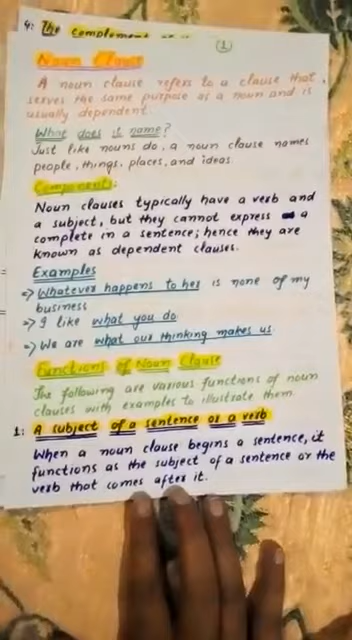 4: The complement of
1
Noun Clause
A noun clause refers to a clause that
serves the same purpose as a noun and is
usually dependent.
What does it name?
Just like nouns do, a noun clause names
people, things, places, and ideas
Components:
Noun clauses typically have a verb and
a subject, but they cannot express a
complete in a sentence; hence they are
known as dependent clauses.
Examples
=> Whatever happens to her is none of my
business
=> I like what you do
=> We are what our thinking makes us
Functions of Noun Clause
The following are various functions of noun
clauses with examples to illustrate them
1: A subject of a sentence or a verb
When a noun clause begins a sentence, it
functions as the subject of a sentence or the
verb that comes after it.